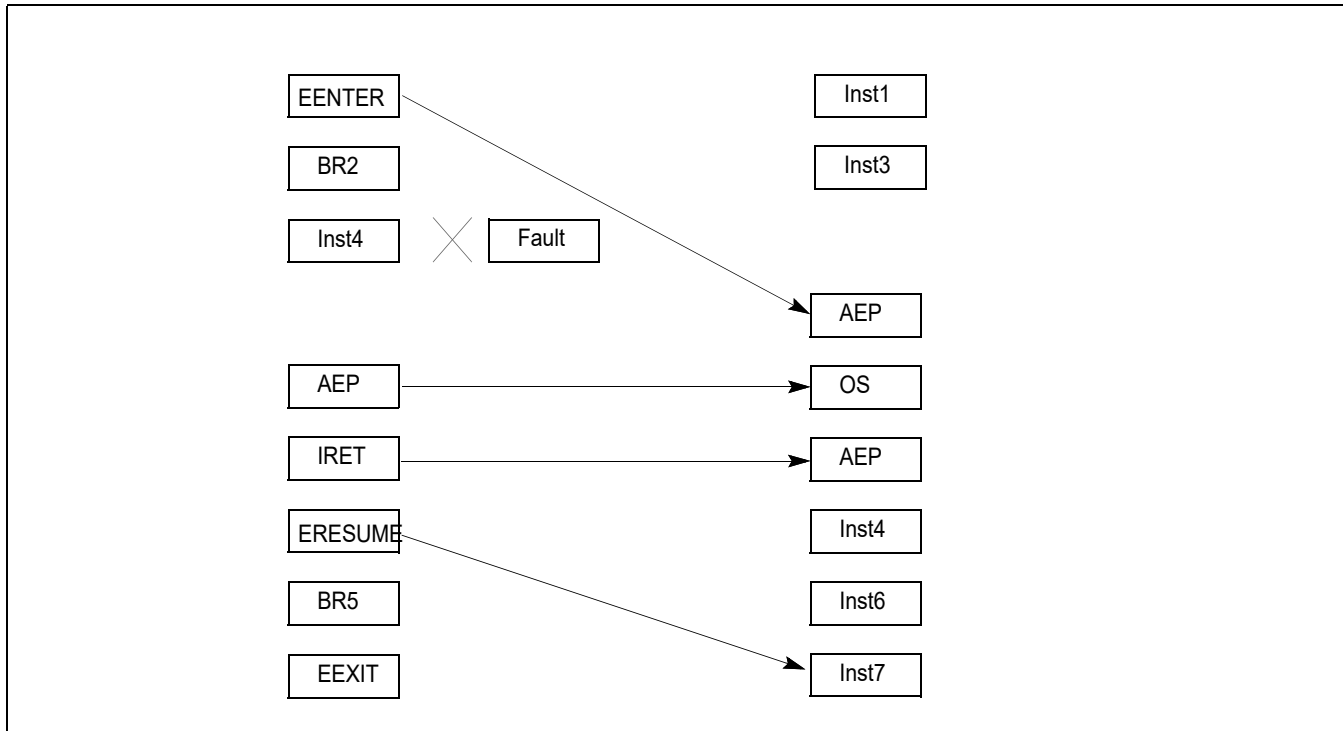 EENTER
Inst1
BR2
Inst3
Inst4
Fault
AEP
AEP
OS
IRET
AEP
ERESUME
Inst4
BR5
Inst6
EEXIT
Inst7